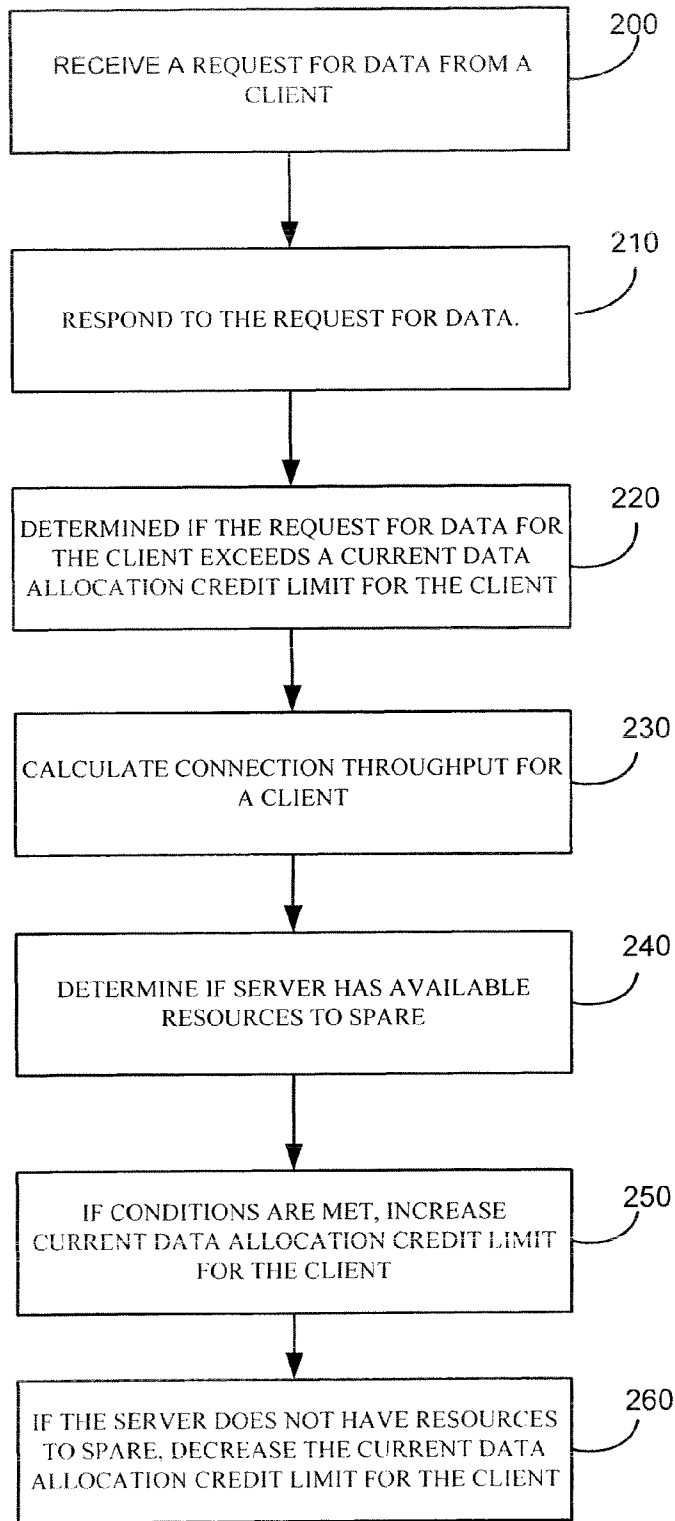 200
RECEIVE A REQUEST FOR DATA FROM A
CLIENT
210
RESPOND TO THE REQUEST FOR DATA.
220
DETERMINED IF THE REQUEST FOR DATA FOR
THE CLIENT EXCEEDS A CURRENT DATA
ALLOCATION CREDIT LIMIT FOR THE CLIENT
230
CALCULATE CONNECTION THROUGHPUT FOR
A CLIENT
240
DETERMINE IF SERVER HAS AVAILABLE
RESOURCES TO SPARE
250
IF CONDITIONS ARE MET, INCREASE
CURRENT DATA ALLOCATION CREDIT LIMIT
FOR THE CLIENT
260
IF THE SERVER DOES NOT HAVE RESOURCES
TO SPARE, DECREASE THE CURRENT DATA
ALLOCATION CREDIT LIMIT FOR THE CLIENT